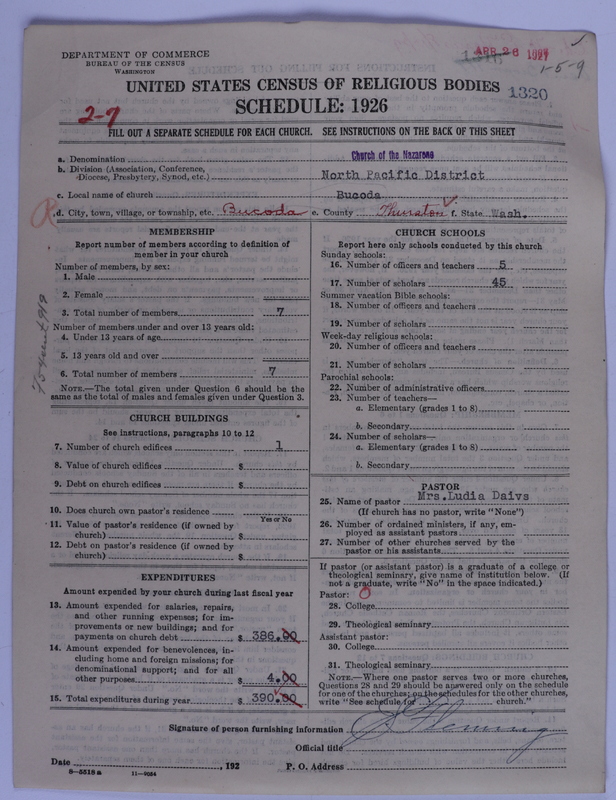 DEPARTMENT OF COMMERCE
BUREAU OF THE CENSUS
WASHINGTON
APR 26 1927
1-5-9
UNITED STATES CENSUS OF RELIGIOUS BODIES
1320
SCHEDULE: 1926
2-7
FILL OUT A SEPARATE SCHEDULE FOR EACH CHURCH. SEE INSTRUCTIONS ON THE BACK OF THIS SHEET
a. Denomination Church of the Nazarene
b. Division (Association, Conference, Diocese, Presbytery, Synod, etc.) North Pacific District
c. Local name of church Bucoda
d. City, town, village, or township, etc. Bucoda e. County Thurston f. State Wash.
MEMBERSHIP
Report number of members according to definition of
member in your church
Number of members, by sex:
1. Male
2. Female
3. Total number of members 7
Number of members under and over 13 years old:
4. Under 13 years of age
5. 13 years old and over
6. Total number of members 7
NOTE.—The total given under Question 6 should be the
same as the total of males and females given under Question 3.
CHURCH BUILDINGS
See instructions, paragraphs 10 to 12
7. Number of church edifices 1
8. Value of church edifices $
9. Debt on church edifices $
10. Does church own pastor's residence
Yes or No
11. Value of pastor's residence (if owned by
church) $
12. Debt on pastor's residence (if owned by
church) $
EXPENDITURES
Amount expended by your church during last fiscal year
13. Amount expended for salaries, repairs,
and other running expenses; for im-
provements or new buildings; and for
payments on church debt $ 386.00
14. Amount expended for benevolences, in-
cluding home and foreign missions; for
denominational support; and for all
other purposes $ 4.00
15. Total expenditures during year $ 390.00
CHURCH SCHOOLS
Report here only schools conducted by this church
Sunday schools:
16. Number of officers and teachers 5
17. Number of scholars 45
Summer vacation Bible schools:
18. Number of officers and teachers
19. Number of scholars
Week-day religious schools:
20. Number of officers and teachers
21. Number of scholars
Parochial schools:
22. Number of administrative officers
23. Number of teachers—
a. Elementary (grades 1 to 8)
b. Secondary
24. Number of scholars—
a. Elementary (grades 1 to 8)
b. Secondary
PASTOR
25. Name of pastor Mrs. Ludia Daivs
(If church has no pastor, write "None")
26. Number of ordained ministers, if any, em-
ployed as assistant pastors
27. Number of other churches served by the
pastor or his assistants
If pastor (or assistant pastor) is a graduate of a college or
theological seminary, give name of institution below. (If
not a graduate, write "No" in the space indicated.)
Pastor: 0
28. College
29. Theological seminary
Assistant pastor:
30. College
31. Theological seminary
NOTE.—Where one pastor serves two or more churches,
Questions 28 and 29 should be answered only on the schedule
for one of the churches; on the schedules for the other churches,
write "See schedule for church."
Signature of person furnishing information Fleming
Official title
Date , 192 P. O. Address
8-5518 a 11-9034